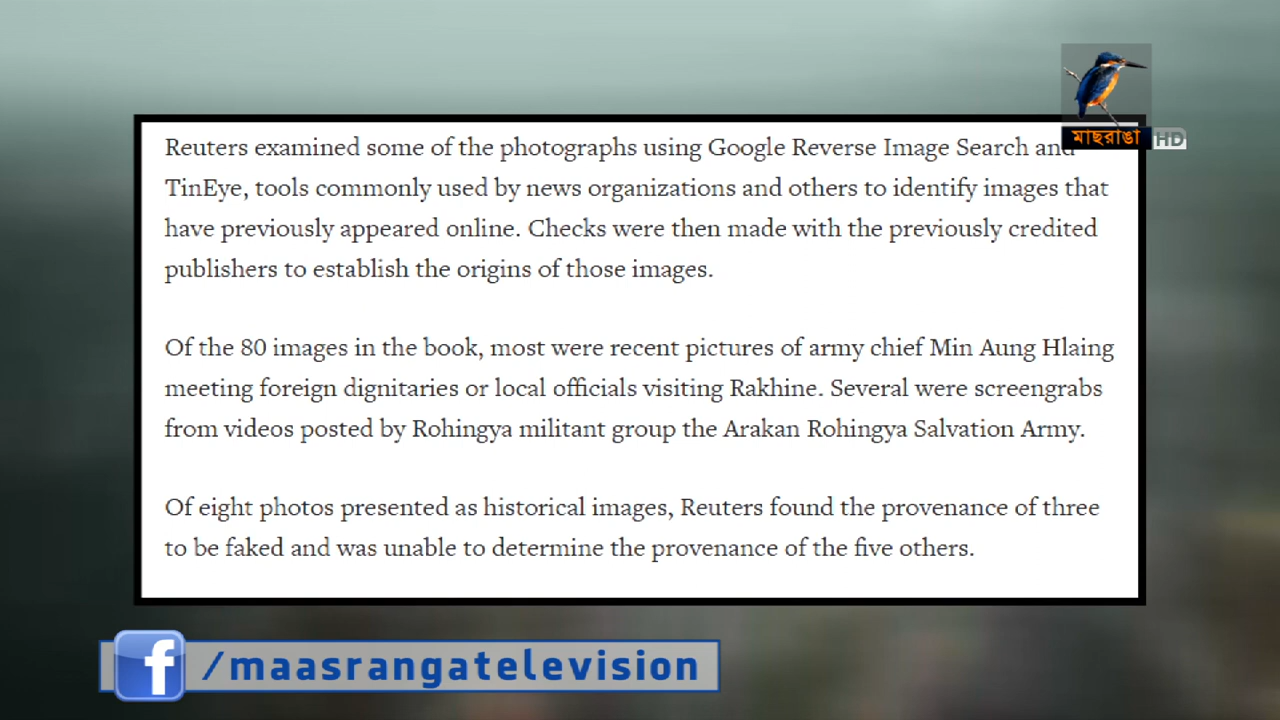 Reuters examined some of the photographs using Google Reverse Image Search and
TinEye, tools commonly used by news organizations and others to identify images that
have previously appeared online. Checks were then made with the previously credited
publishers to establish the origins of those images.
Of the 80 images in the book, most were recent pictures of army chief Min Aung Hlaing
meeting foreign dignitaries or local officials visiting Rakhine. Several were screengrabs
from videos posted by Rohingya militant group the Arakan Rohingya Salvation Army.
Of eight photos presented as historical images, Reuters found the provenance of three
to be faked and was unable to determine the provenance of the five others.
মাছরাঙা HD
f /maasrangatelevision